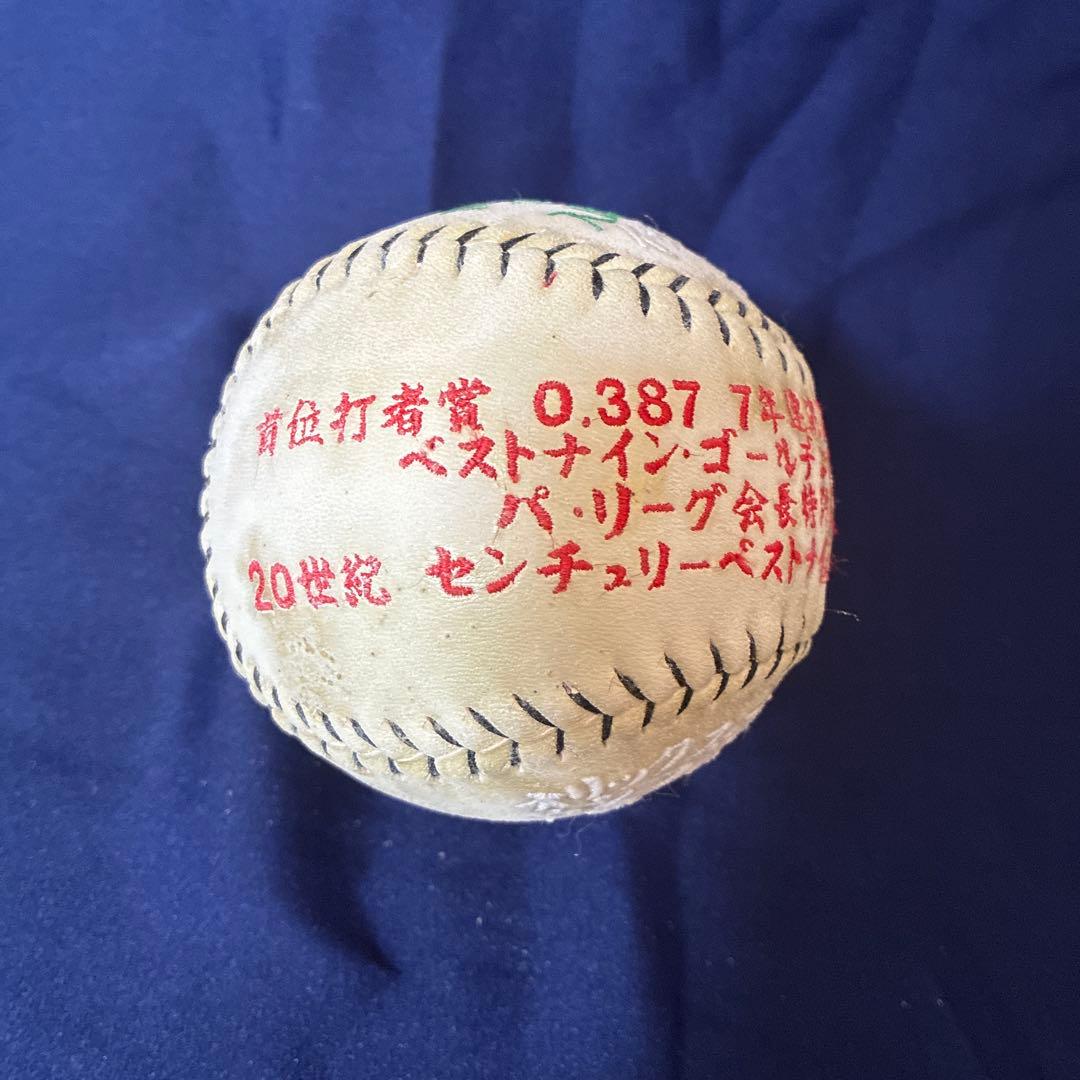 首位打者賞 0.387 7年連続
ベストナイン・ゴールデ
パ・リーグ会長特
20世紀 センチュリーベストナ